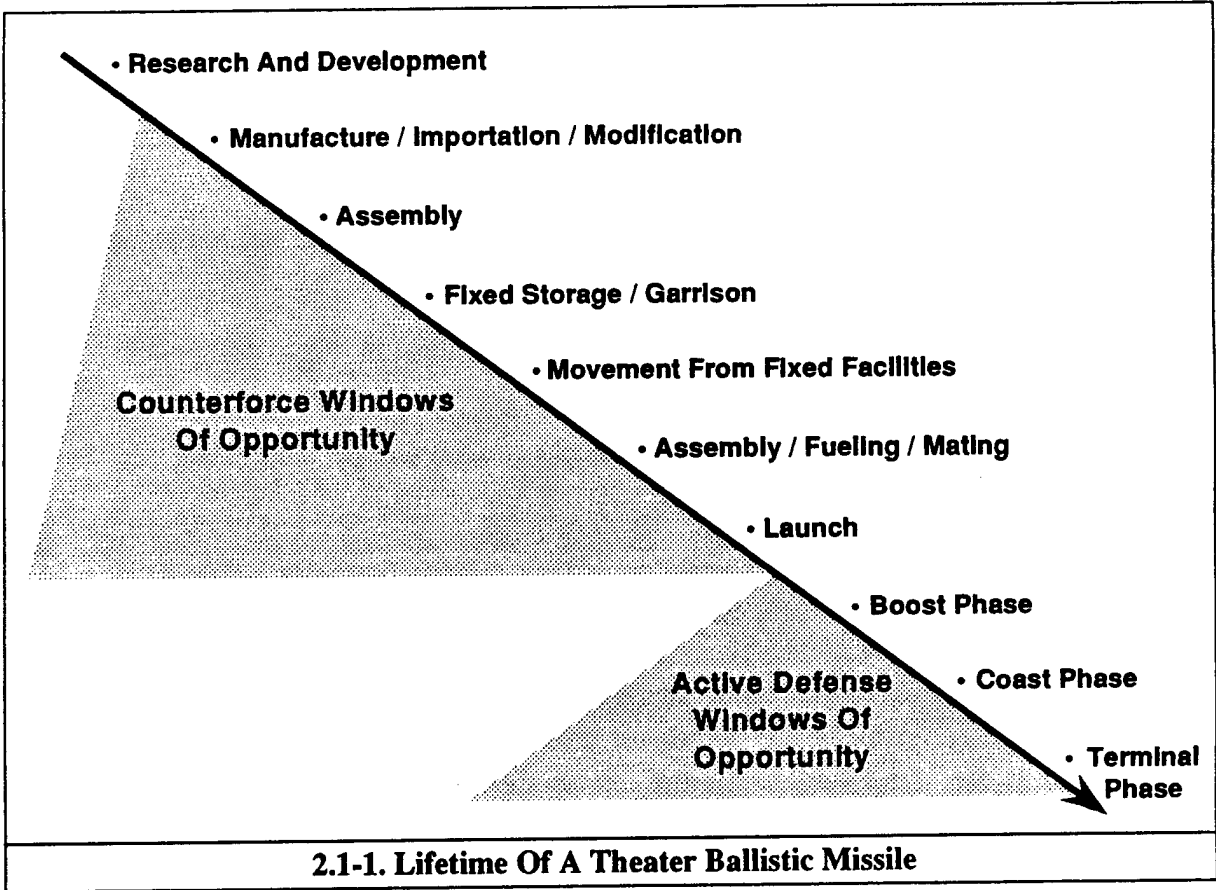 • Research And Development
• Manufacture / Importation / Modification
• Assembly
• Fixed Storage / Garrison
• Movement From Fixed Facilities
Counterforce Windows
Of Opportunity
• Assembly / Fueling / Mating
• Launch
• Boost Phase
• Coast Phase
Active Defense
Windows Of
Opportunity
• Terminal
Phase
2.1-1. Lifetime Of A Theater Ballistic Missile